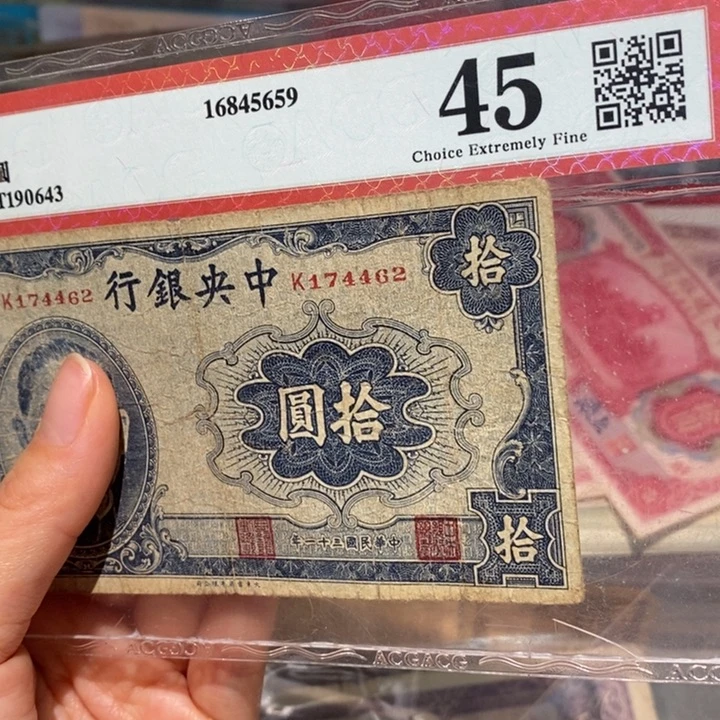 16845659
45
Choice Extremely Fine
圓
T190643
K174462 中央銀行 K174462
拾
拾圓
中華民國三十一年
拾
ACGACG